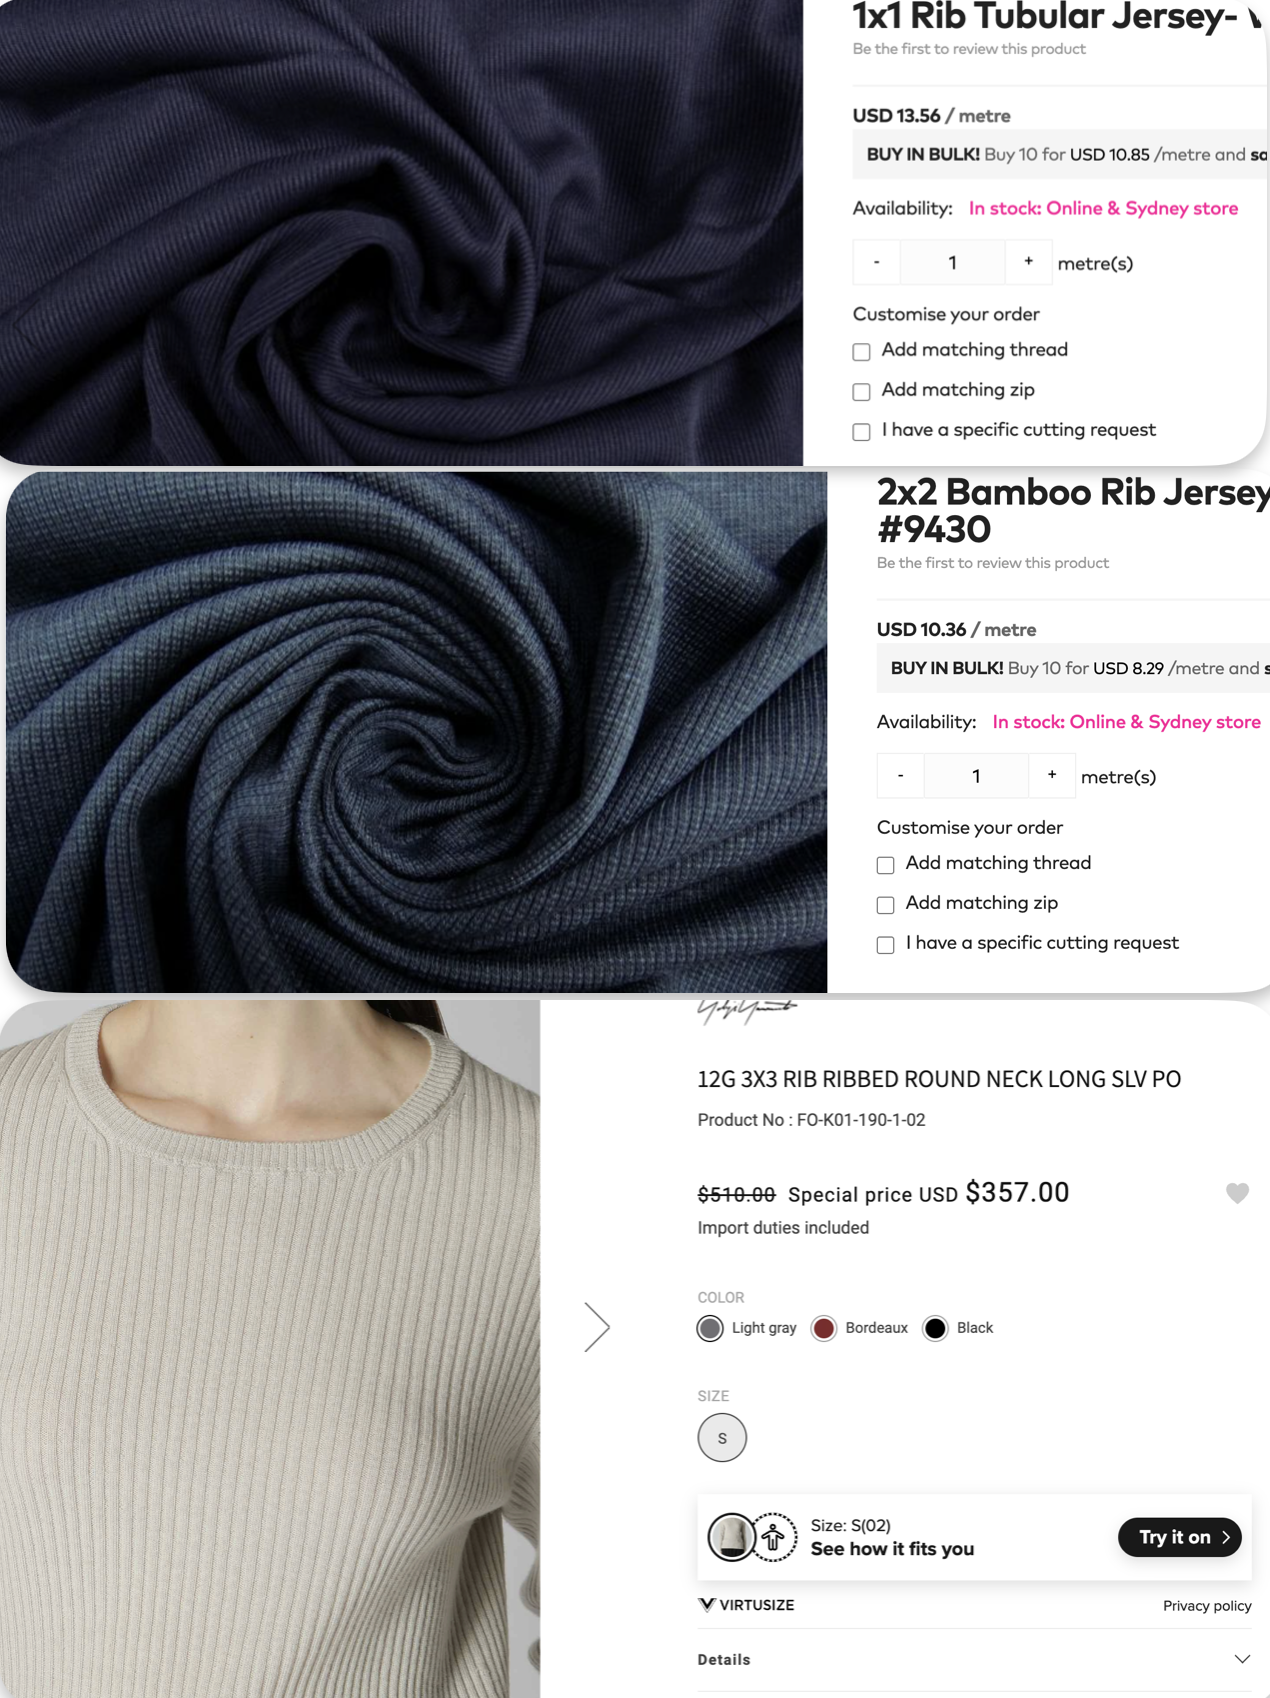 1x1 Rib Tubular Jersey-
Be the first to review this product
USD 13.56 / metre
BUY IN BULK! Buy 10 for USD 10.85 /metre and
Availability: In stock: Online & Sydney store
- 1 + metre(s)
Customise your order
Add matching thread
Add matching zip
I have a specific cutting request
2x2 Bamboo Rib Jersey
#9430
Be the first to review this product
USD 10.36 / metre
BUY IN BULK! Buy 10 for USD 8.29 /metre and
Availability: In stock: Online & Sydney store
- 1 + metre(s)
Customise your order
Add matching thread
Add matching zip
I have a specific cutting request
12G 3X3 RIB RIBBED ROUND NECK LONG SLV PO
Product No : FO-K01-190-1-02
$510.00 Special price USD $357.00
Import duties included
COLOR
Light gray Bordeaux Black
SIZE
S
Size: S(02)
See how it fits you
Try it on
VIRTUSIZE
Privacy policy
Details